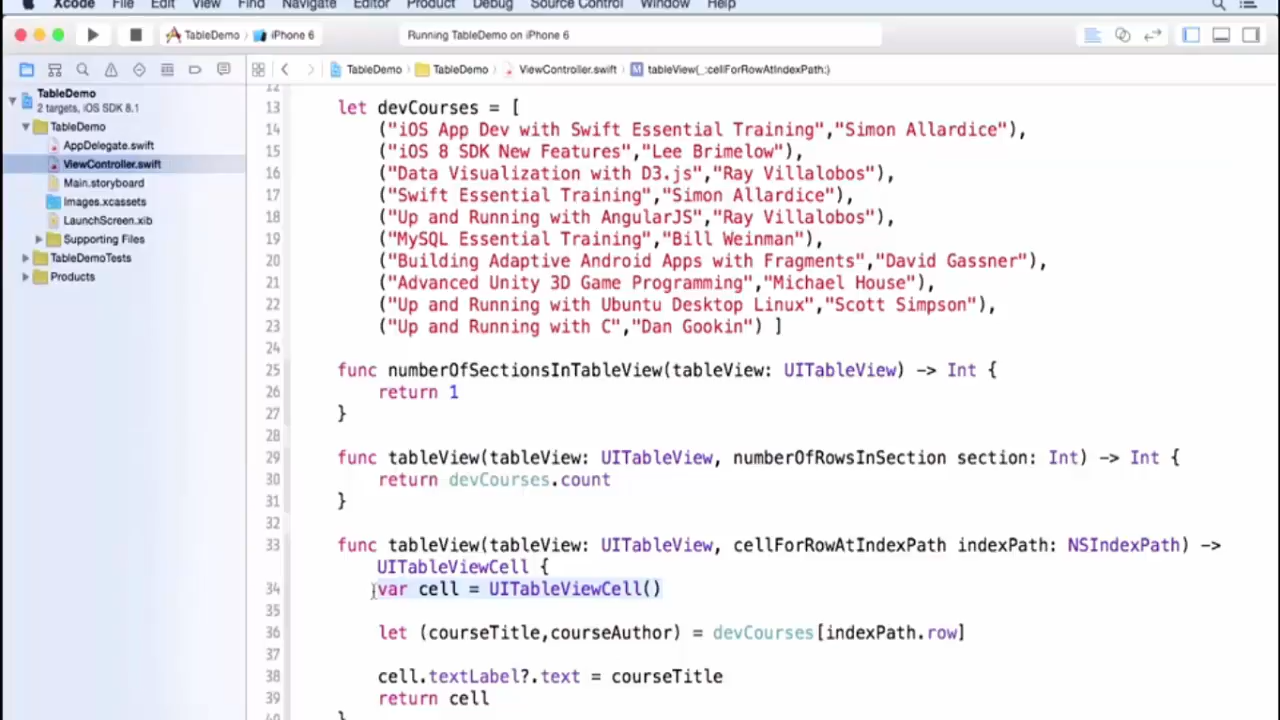 Xcode File Edit View Find Navigate Editor Product Debug Source Control Window Help
TableDemo iPhone 6 Running TableDemo on iPhone 6
TableDemo TableDemo ViewController.swift M tableView(_:cellForRowAtIndexPath:)
TableDemo
2 targets, iOS SDK 8.1
TableDemo
AppDelegate.swift
ViewController.swift
Main.storyboard
Images.xcassets
LaunchScreen.xib
Supporting Files
TableDemoTests
Products
12
13 let devCourses = [
14 ("iOS App Dev with Swift Essential Training","Simon Allardice"),
15 ("iOS 8 SDK New Features","Lee Brimelow"),
16 ("Data Visualization with D3.js","Ray Villalobos"),
17 ("Swift Essential Training","Simon Allardice"),
18 ("Up and Running with AngularJS","Ray Villalobos"),
19 ("MySQL Essential Training","Bill Weinman"),
20 ("Building Adaptive Android Apps with Fragments","David Gassner"),
21 ("Advanced Unity 3D Game Programming","Michael House"),
22 ("Up and Running with Ubuntu Desktop Linux","Scott Simpson"),
23 ("Up and Running with C","Dan Gookin") ]
24
25 func numberOfSectionsInTableView(tableView: UITableView) -> Int {
26 return 1
27 }
28
29 func tableView(tableView: UITableView, numberOfRowsInSection section: Int) -> Int {
30 return devCourses.count
31 }
32
33 func tableView(tableView: UITableView, cellForRowAtIndexPath indexPath: NSIndexPath) ->
UITableViewCell {
34 var cell = UITableViewCell()
35
36 let (courseTitle,courseAuthor) = devCourses[indexPath.row]
37
38 cell.textLabel?.text = courseTitle
39 return cell
40 }